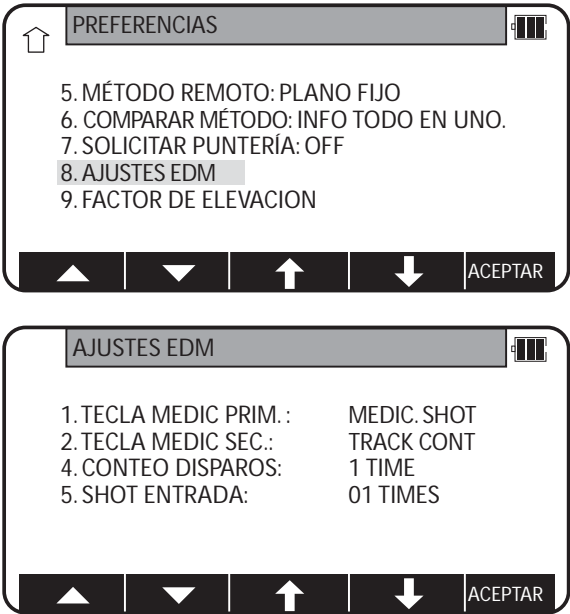 PREFERENCIAS
5. MÉTODO REMOTO: PLANO FIJO
6. COMPARAR MÉTODO: INFO TODO EN UNO.
7. SOLICITAR PUNTERÍA: OFF
8. AJUSTES EDM
9. FACTOR DE ELEVACION
ACEPTAR
AJUSTES EDM
1. TECLA MEDIC PRIM. : MEDIC. SHOT
2. TECLA MEDIC SEC.: TRACK CONT
4. CONTEO DISPAROS: 1 TIME
5. SHOT ENTRADA: 01 TIMES
ACEPTAR